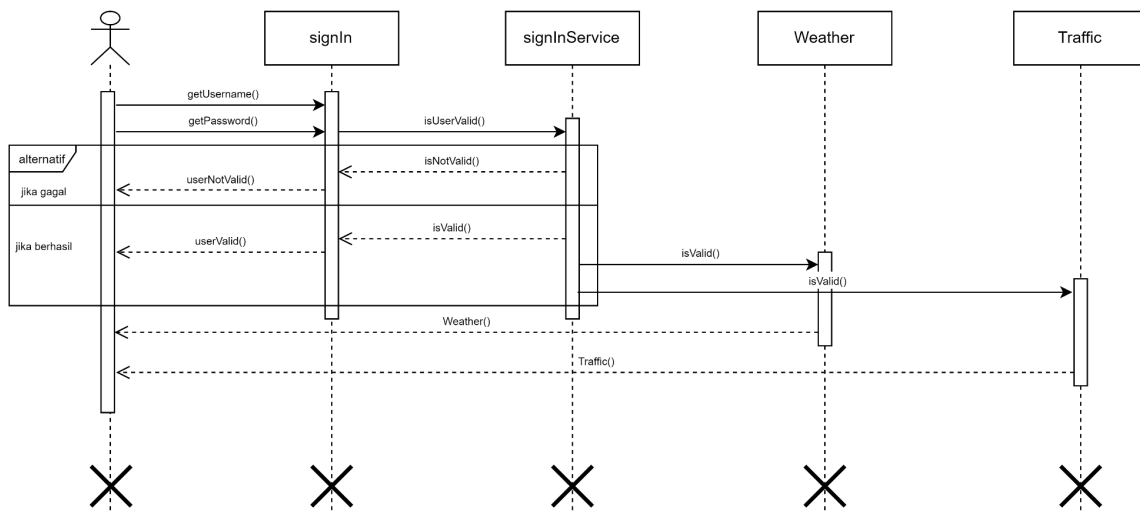 signIn
signInService
Weather
Traffic
getUsername()
getPassword()
isUserValid()
alternatif
isNotValid()
userNotValid()
jika gagal
isValid()
userValid()
jika berhasil
isValid()
isValid()
Weather()
Traffic()